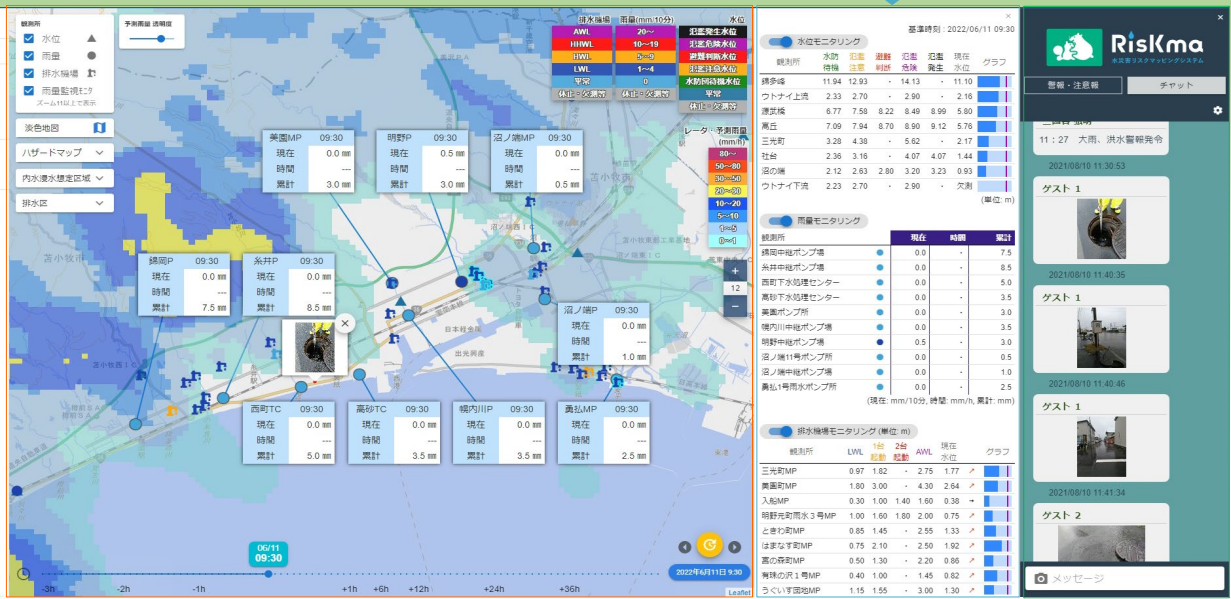 観測所
水位
雨量
排水機場
雨量監視ﾓﾆﾀ
ズーム11以上で表示
淡色地図
ハザードマップ
内水浸水想定区域
排水区
予測雨量 透明度
排水機場 雨量(mm/10分) 水位
AWL 20～ 氾濫発生水位
HHWL 10～19 氾濫危険水位
HWL 5～9 避難判断水位
LWL 1～4 氾濫注意水位
平常 0 水防団待機水位
休止・欠測等 休止・欠測等 平常
休止・欠測等
レーダ・予測雨量
(mm/h)
80～
50～80
30～50
20～30
10～20
5～10
1～5
0～1
+
12
−
美園MP 09:30
現在 0.0 mm
時間 ---
累計 3.0 mm
明野P 09:30
現在 0.5 mm
時間 ---
累計 3.0 mm
沼ノ端MP 09:30
現在 0.0 mm
時間 ---
累計 0.5 mm
錦岡P 09:30
現在 0.0 mm
時間 ---
累計 7.5 mm
糸井P 09:30
現在 0.0 mm
時間 ---
累計 8.5 mm
沼ノ端P 09:30
現在 0.0 mm
時間 ---
累計 1.0 mm
西町TC 09:30
現在 0.0 mm
時間 ---
累計 5.0 mm
高砂TC 09:30
現在 0.0 mm
時間 ---
累計 3.5 mm
幌内川P 09:30
現在 0.0 mm
時間 ---
累計 3.5 mm
勇払MP 09:30
現在 0.0 mm
時間 ---
累計 2.5 mm
苫小牧市
出光興産
06/11
09:30
2022年6月11日 9:30
-3h -2h -1h +1h +6h +12h +24h +36h
Leaflet
基準時刻：2022/06/11 09:30
水位モニタリング
観測所 水防待機 氾濫注意 避難判断 氾濫危険 氾濫発生 現在水位 グラフ
錦多峰 11.94 12.93 - 14.13 - 11.10
ウトナイ上流 2.33 2.70 - 2.90 - 2.16
源武橋 6.77 7.58 8.22 8.49 8.99 5.80
高丘 7.09 7.94 8.70 8.90 9.12 5.76
三光町 3.28 4.38 - 5.62 - 2.17
社台 2.36 3.16 - 4.07 4.07 1.44
沼の端 2.12 2.63 2.80 3.20 3.23 0.93
ウトナイ下流 2.23 2.70 - 2.90 - 欠測
(単位: m)
雨量モニタリング
観測所 現在 時間 累計
錦岡中継ポンプ場 0.0 - 7.5
糸井中継ポンプ場 0.0 - 8.5
西町下水処理センター 0.0 - 5.0
高砂下水処理センター 0.0 - 3.5
美園ポンプ所 0.0 - 3.0
幌内川中継ポンプ場 0.0 - 3.5
明野中継ポンプ場 0.5 - 3.0
沼ノ端11号ポンプ所 0.0 - 0.5
沼ノ端中継ポンプ場 0.0 - 1.0
勇払1号雨水ポンプ所 0.0 - 2.5
(現在: mm/10分, 時間: mm/h, 累計: mm)
排水機場モニタリング (単位: m)
観測所 LWL 1台起動 2台起動 AWL 現在水位 グラフ
三光町MP 0.97 1.82 - 2.75 1.77 ↗
美園町MP 1.80 3.00 - 4.30 2.64 ↗
入船MP 0.30 1.00 1.40 1.60 0.38 →
明野元町雨水３号MP 1.00 1.60 1.80 2.00 0.75 ↗
ときわ町MP 0.85 1.45 - 2.55 1.33 ↗
はまなす町MP 0.75 2.10 - 2.50 1.92 ↗
宮の森町MP 0.50 1.30 - 2.20 0.86 ↗
有珠の沢１号MP 0.40 1.00 - 1.45 0.82 ↗
うぐいす団地MP 1.15 1.55 - 3.00 1.30 ↗
RisKma
水災害リスクマッピングシステム
警報・注意報 チャット
11：27 大雨、洪水警報発令
2021/08/10 11:30:53
ゲスト 1
2021/08/10 11:40:35
ゲスト 1
2021/08/10 11:40:46
ゲスト 1
2021/08/10 11:41:34
ゲスト 2
メッセージ